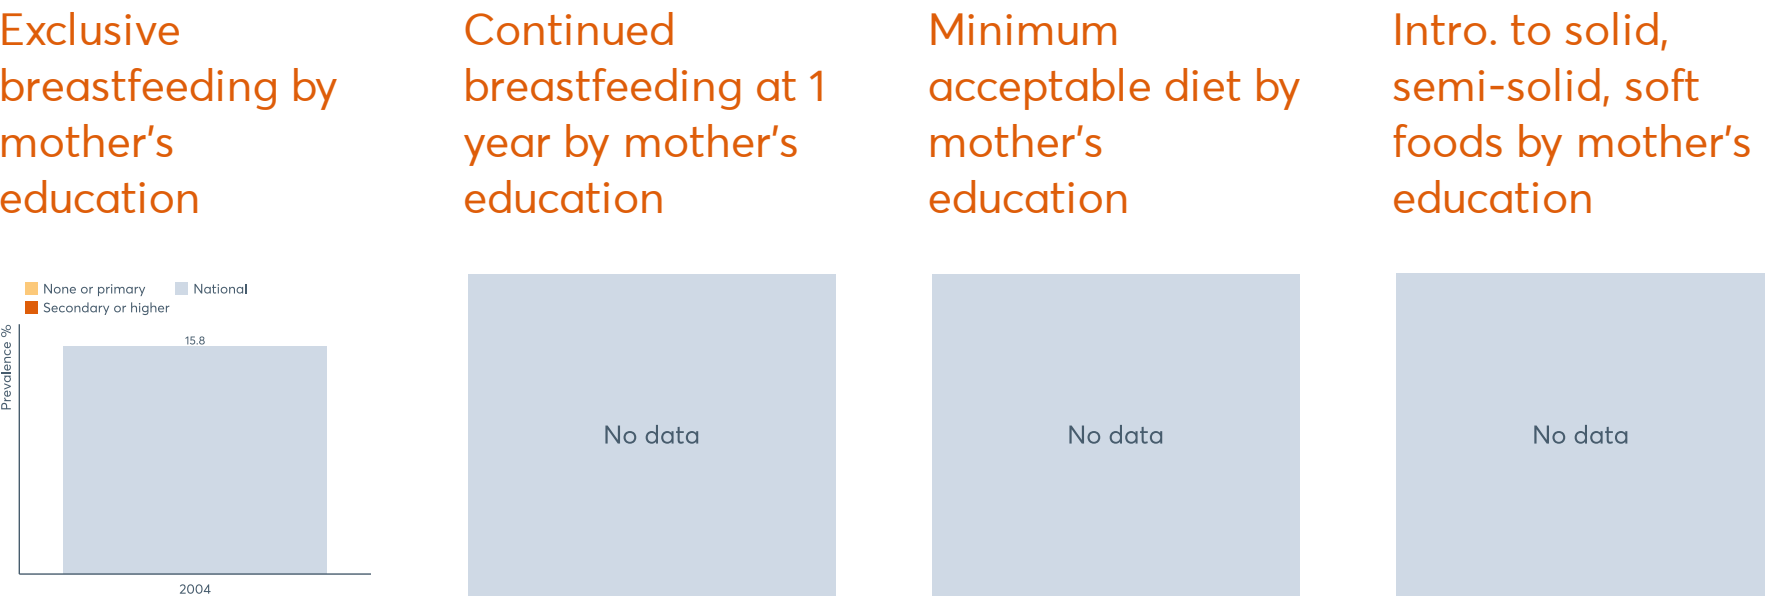 Exclusive
breastfeeding by
mother's
education
Continued
breastfeeding at 1
year by mother's
education
Minimum
acceptable diet by
mother's
education
Intro. to solid,
semi-solid, soft
foods by mother's
education
None or primary
National
Secondary or higher
Prevalence %
15.8
2004
No data
No data
No data